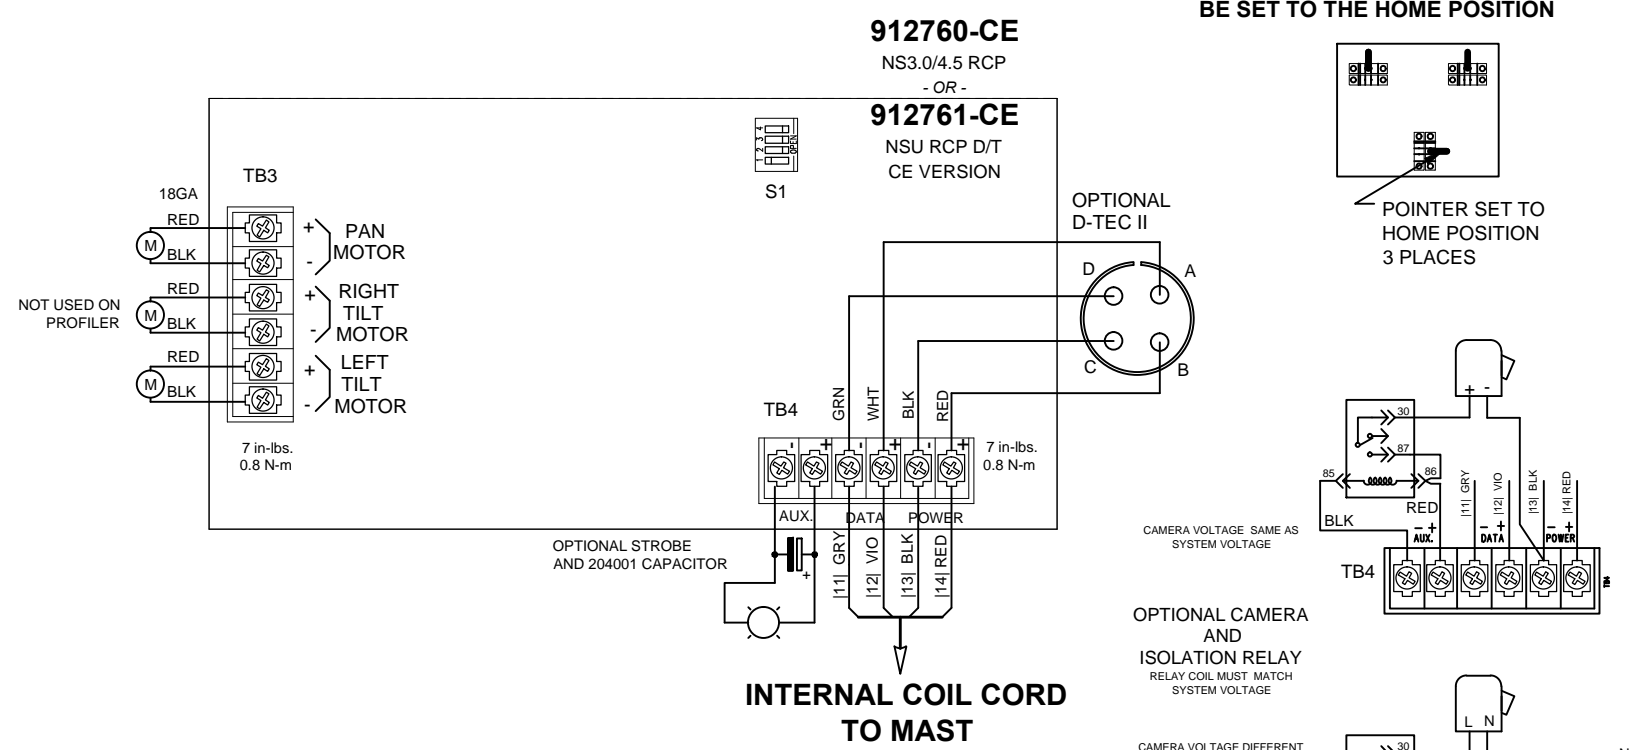 BE SET TO THE HOME POSITION
912760-CE
NS3.0/4.5 RCP
- OR -
912761-CE
NSU RCP D/T
CE VERSION
1 2 3 4
OPEN
S1
TB3
18GA
RED
M
BLK
+
-
PAN
MOTOR
NOT USED ON
PROFILER
RED
M
BLK
+
-
RIGHT
TILT
MOTOR
RED
M
BLK
+
-
LEFT
TILT
MOTOR
7 in-lbs.
0.8 N-m
OPTIONAL
D-TEC II
D
A
C
B
TB4
GRN
WHT
BLK
RED
- + - + - +
7 in-lbs.
0.8 N-m
AUX.
DATA
POWER
OPTIONAL STROBE
AND 204001 CAPACITOR
+
|11| GRY
|12| VIO
|13| BLK
|14| RED
INTERNAL COIL CORD
TO MAST
POINTER SET TO
HOME POSITION
3 PLACES
+ -
30
87
85
86
RED
BLK
|11| GRY
|12| VIO
|13| BLK
|14| RED
- + - + - +
AUX.
DATA
POWER
TB4
TB4
CAMERA VOLTAGE SAME AS
SYSTEM VOLTAGE
OPTIONAL CAMERA
AND
ISOLATION RELAY
RELAY COIL MUST MATCH
SYSTEM VOLTAGE
L N
CAMERA VOLTAGE DIFFERENT
30